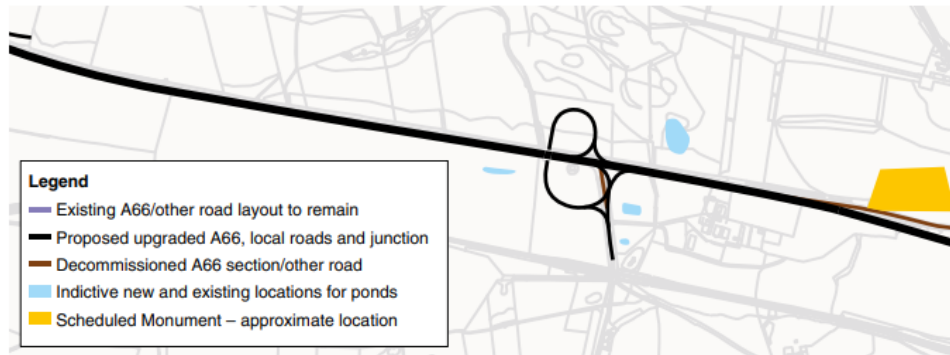 Legend
Existing A66/other road layout to remain
Proposed upgraded A66, local roads and junction
Decommissioned A66 section/other road
Indictive new and existing locations for ponds
Scheduled Monument – approximate location